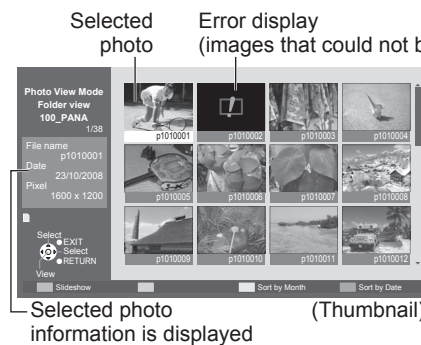 Selected
photo
Error display
(images that could not b
Photo View Mode
Folder view
100_PANA
1/38
File name
p1010001
Date
23/10/2008
Pixel
1600 x 1200
Select
EXIT
Select
RETURN
View
p1010001
p1010002
p1010003
p1010004
p1010005
p1010006
p1010007
p1010008
p1010009
p1010010
p1010011
p1010012
Slideshow
Sort by Month
Sort by Date
Selected photo
information is displayed
(Thumbnail)